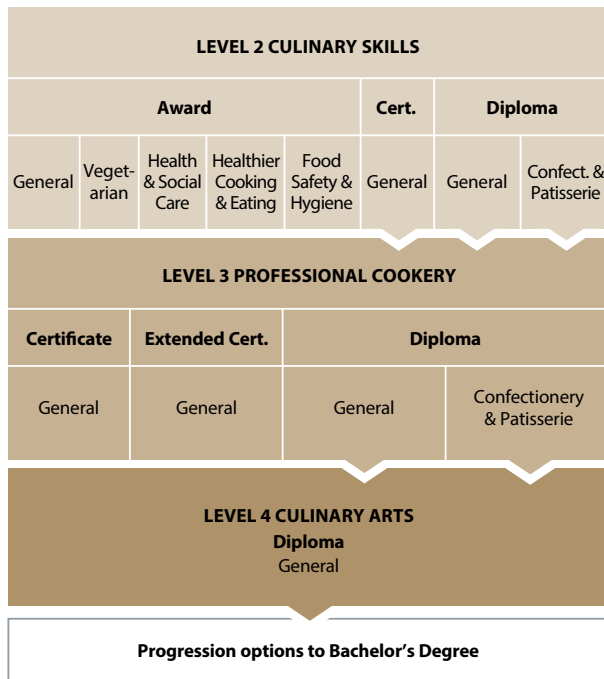 LEVEL 2 CULINARY SKILLS
Award
Cert.
Diploma
General
Veget-
arian
Health
& Social
Care
Healthier
Cooking
& Eating
Food
Safety &
Hygiene
General
General
Confect. &
Patisserie
LEVEL 3 PROFESSIONAL COOKERY
Certificate
Extended Cert.
Diploma
General
General
General
Confectionery
& Patisserie
LEVEL 4 CULINARY ARTS
Diploma
General
Progression options to Bachelor's Degree